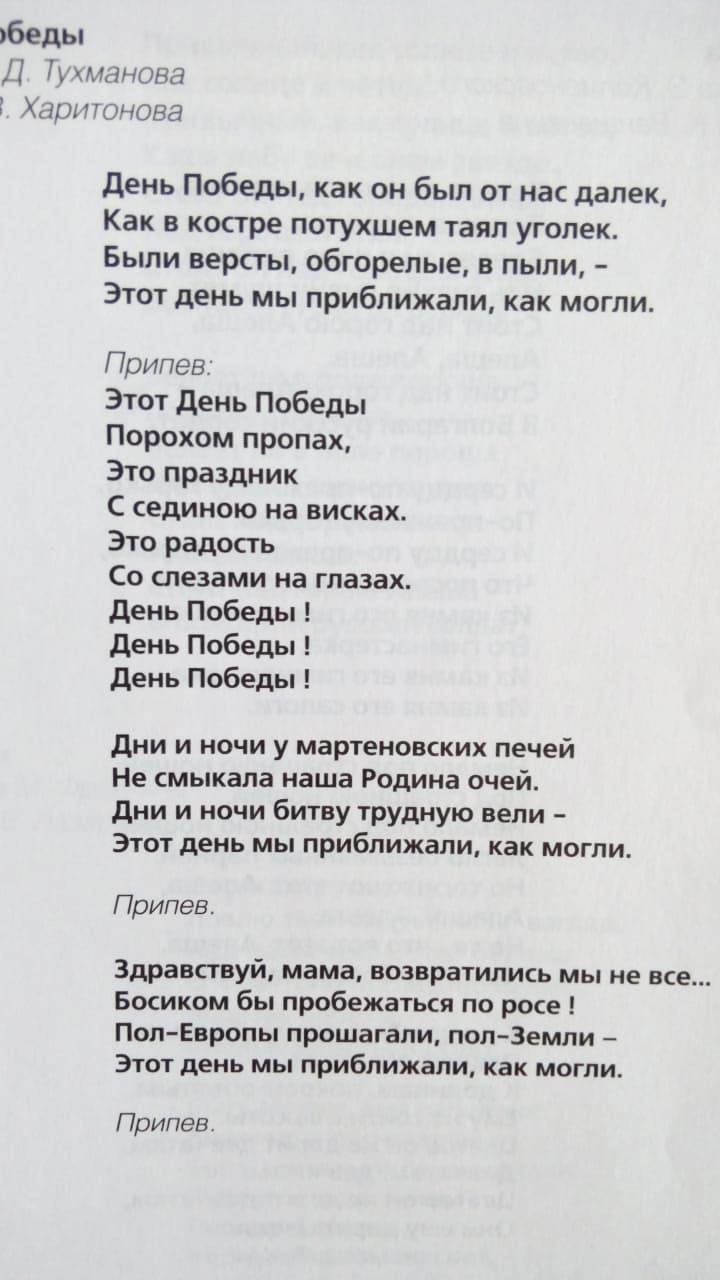 обеды
Д. Тухманова
В. Харитонова
День Победы, как он был от нас далек,
Как в костре потухшем таял уголек.
Были версты, обгорелые, в пыли, –
Этот день мы приближали, как могли.
Припев:
Этот День Победы
Порохом пропах,
Это праздник
С сединою на висках.
Это радость
Со слезами на глазах.
День Победы !
День Победы !
День Победы !
Дни и ночи у мартеновских печей
Не смыкала наша Родина очей.
Дни и ночи битву трудную вели –
Этот день мы приближали, как могли.
Припев.
Здравствуй, мама, возвратились мы не все...
Босиком бы пробежаться по росе !
Пол-Европы прошагали, пол-Земли –
Этот день мы приближали, как могли.
Припев.